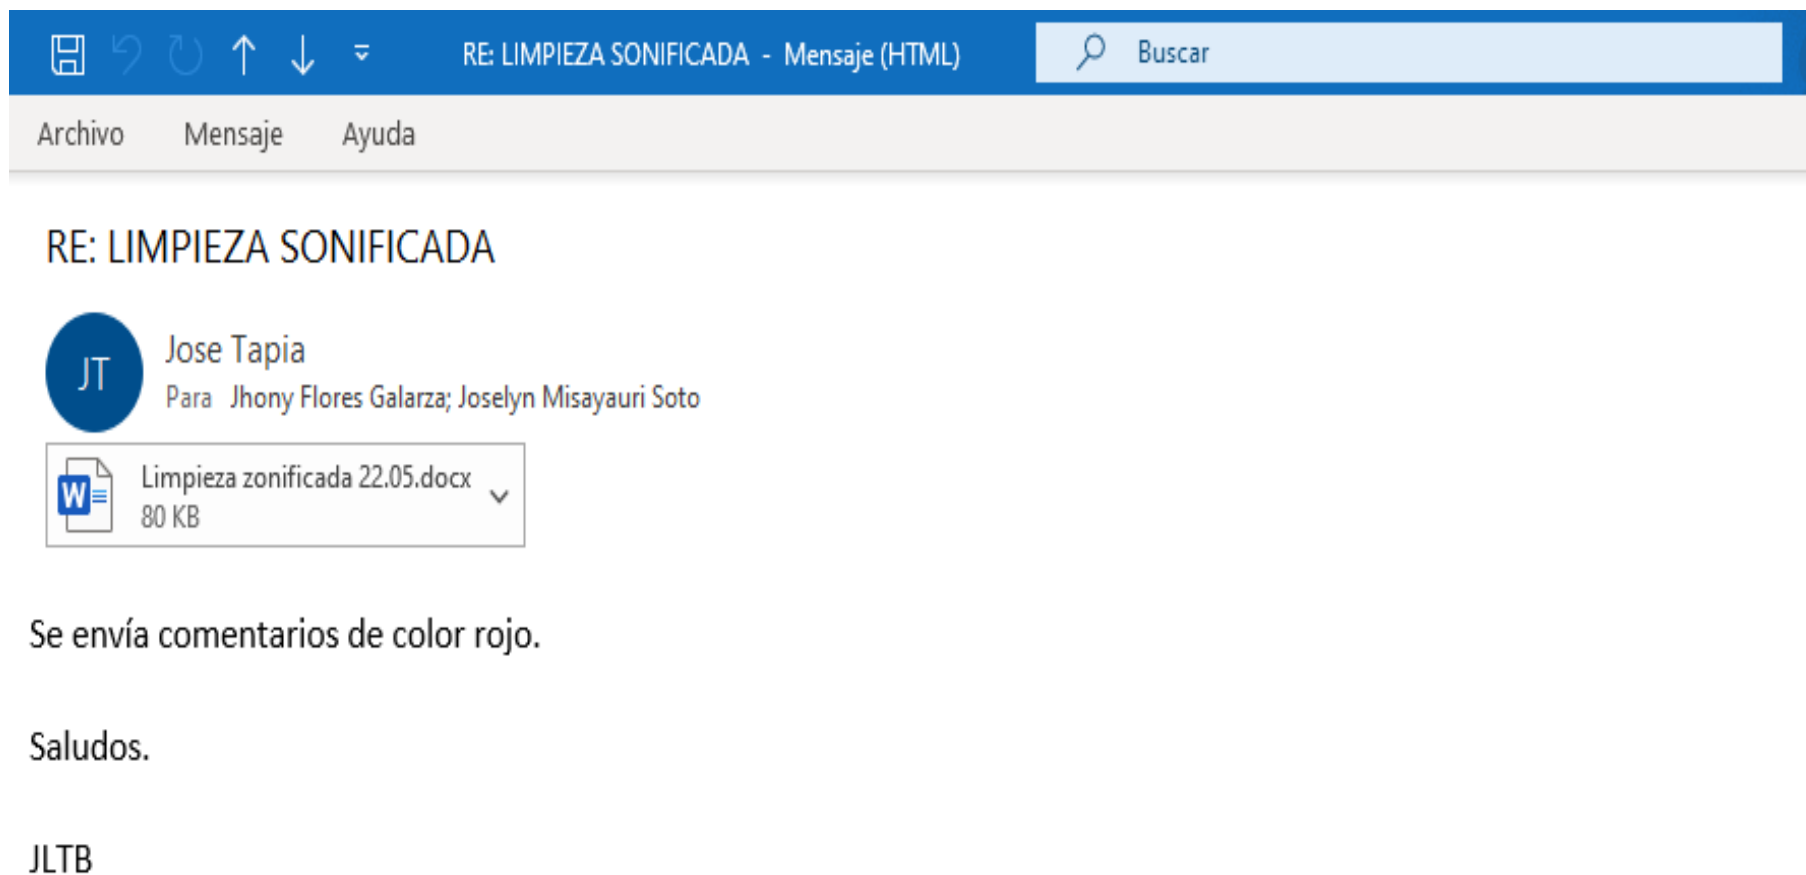 RE: LIMPIEZA SONIFICADA - Mensaje (HTML)
Buscar
Archivo Mensaje Ayuda
RE: LIMPIEZA SONIFICADA
JT
Jose Tapia
Para Jhony Flores Galarza; Joselyn Misayauri Soto
W
Limpieza zonificada 22.05.docx
80 KB
Se envía comentarios de color rojo.
Saludos.
JLTB